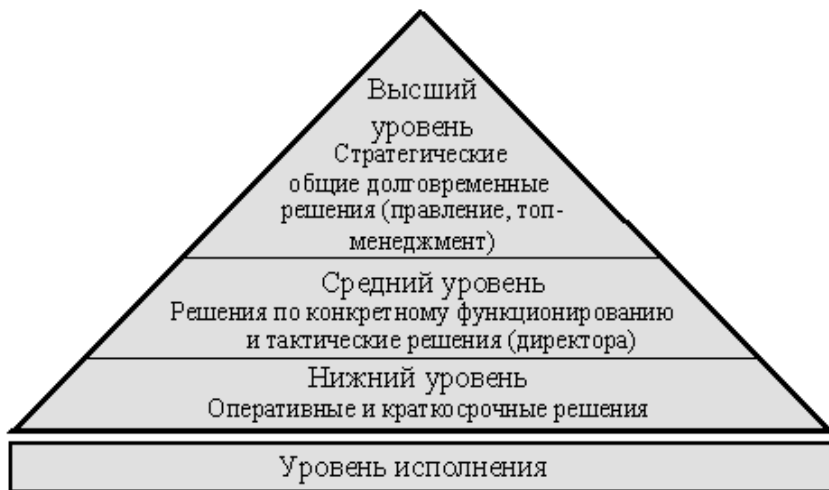 Высший
уровень
Стратегические
общие долговременные
решения (правление, топ-
менеджмент)
Средний уровень
Решения по конкретному функционированию
и тактические решения (директора)
Нижний уровень
Оперативные и краткосрочные решения
Уровень исполнения